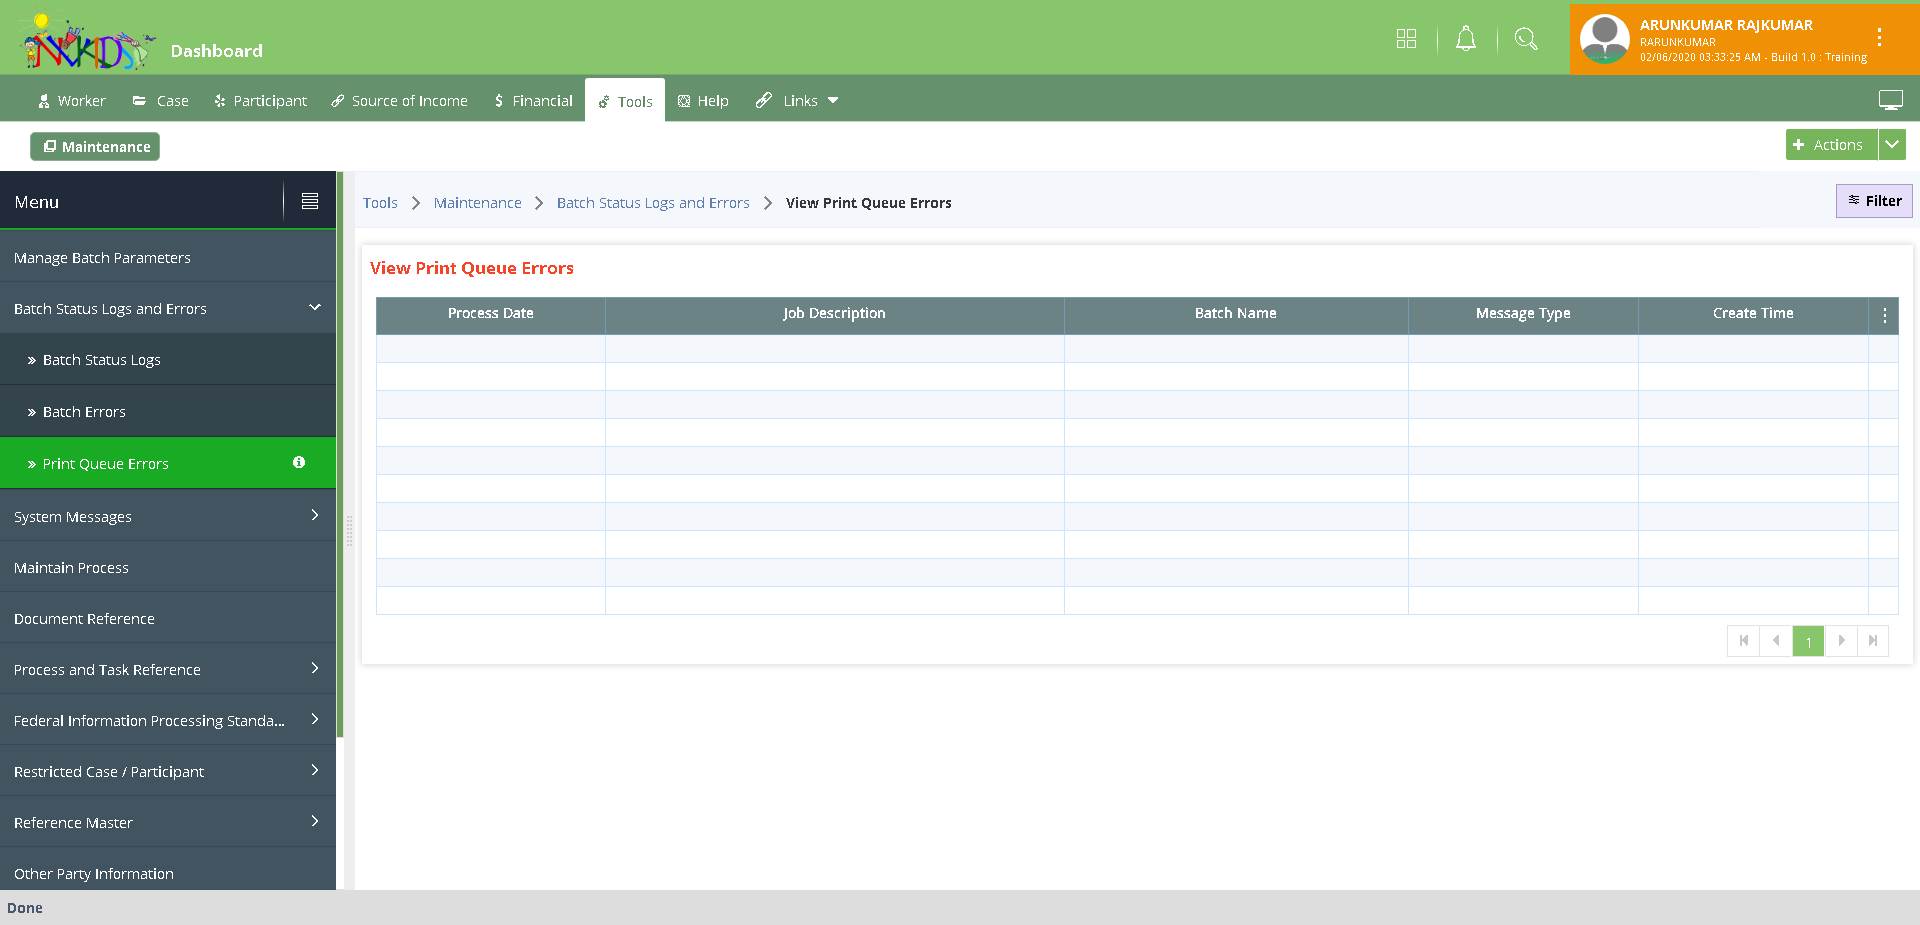 NVKIDS
Dashboard
ARUNKUMAR RAJKUMAR
RARUNKUMAR
02/06/2020 03:33:25 AM - Build 1.0 : Training
Worker
Case
Participant
Source of Income
$ Financial
Tools
Help
Links
Maintenance
+ Actions
Menu
Tools > Maintenance > Batch Status Logs and Errors > View Print Queue Errors
Filter
Manage Batch Parameters
Batch Status Logs and Errors
» Batch Status Logs
» Batch Errors
» Print Queue Errors
System Messages
Maintain Process
Document Reference
Process and Task Reference
Federal Information Processing Standa...
Restricted Case / Participant
Reference Master
Other Party Information
View Print Queue Errors
Process Date
Job Description
Batch Name
Message Type
Create Time
1
Done